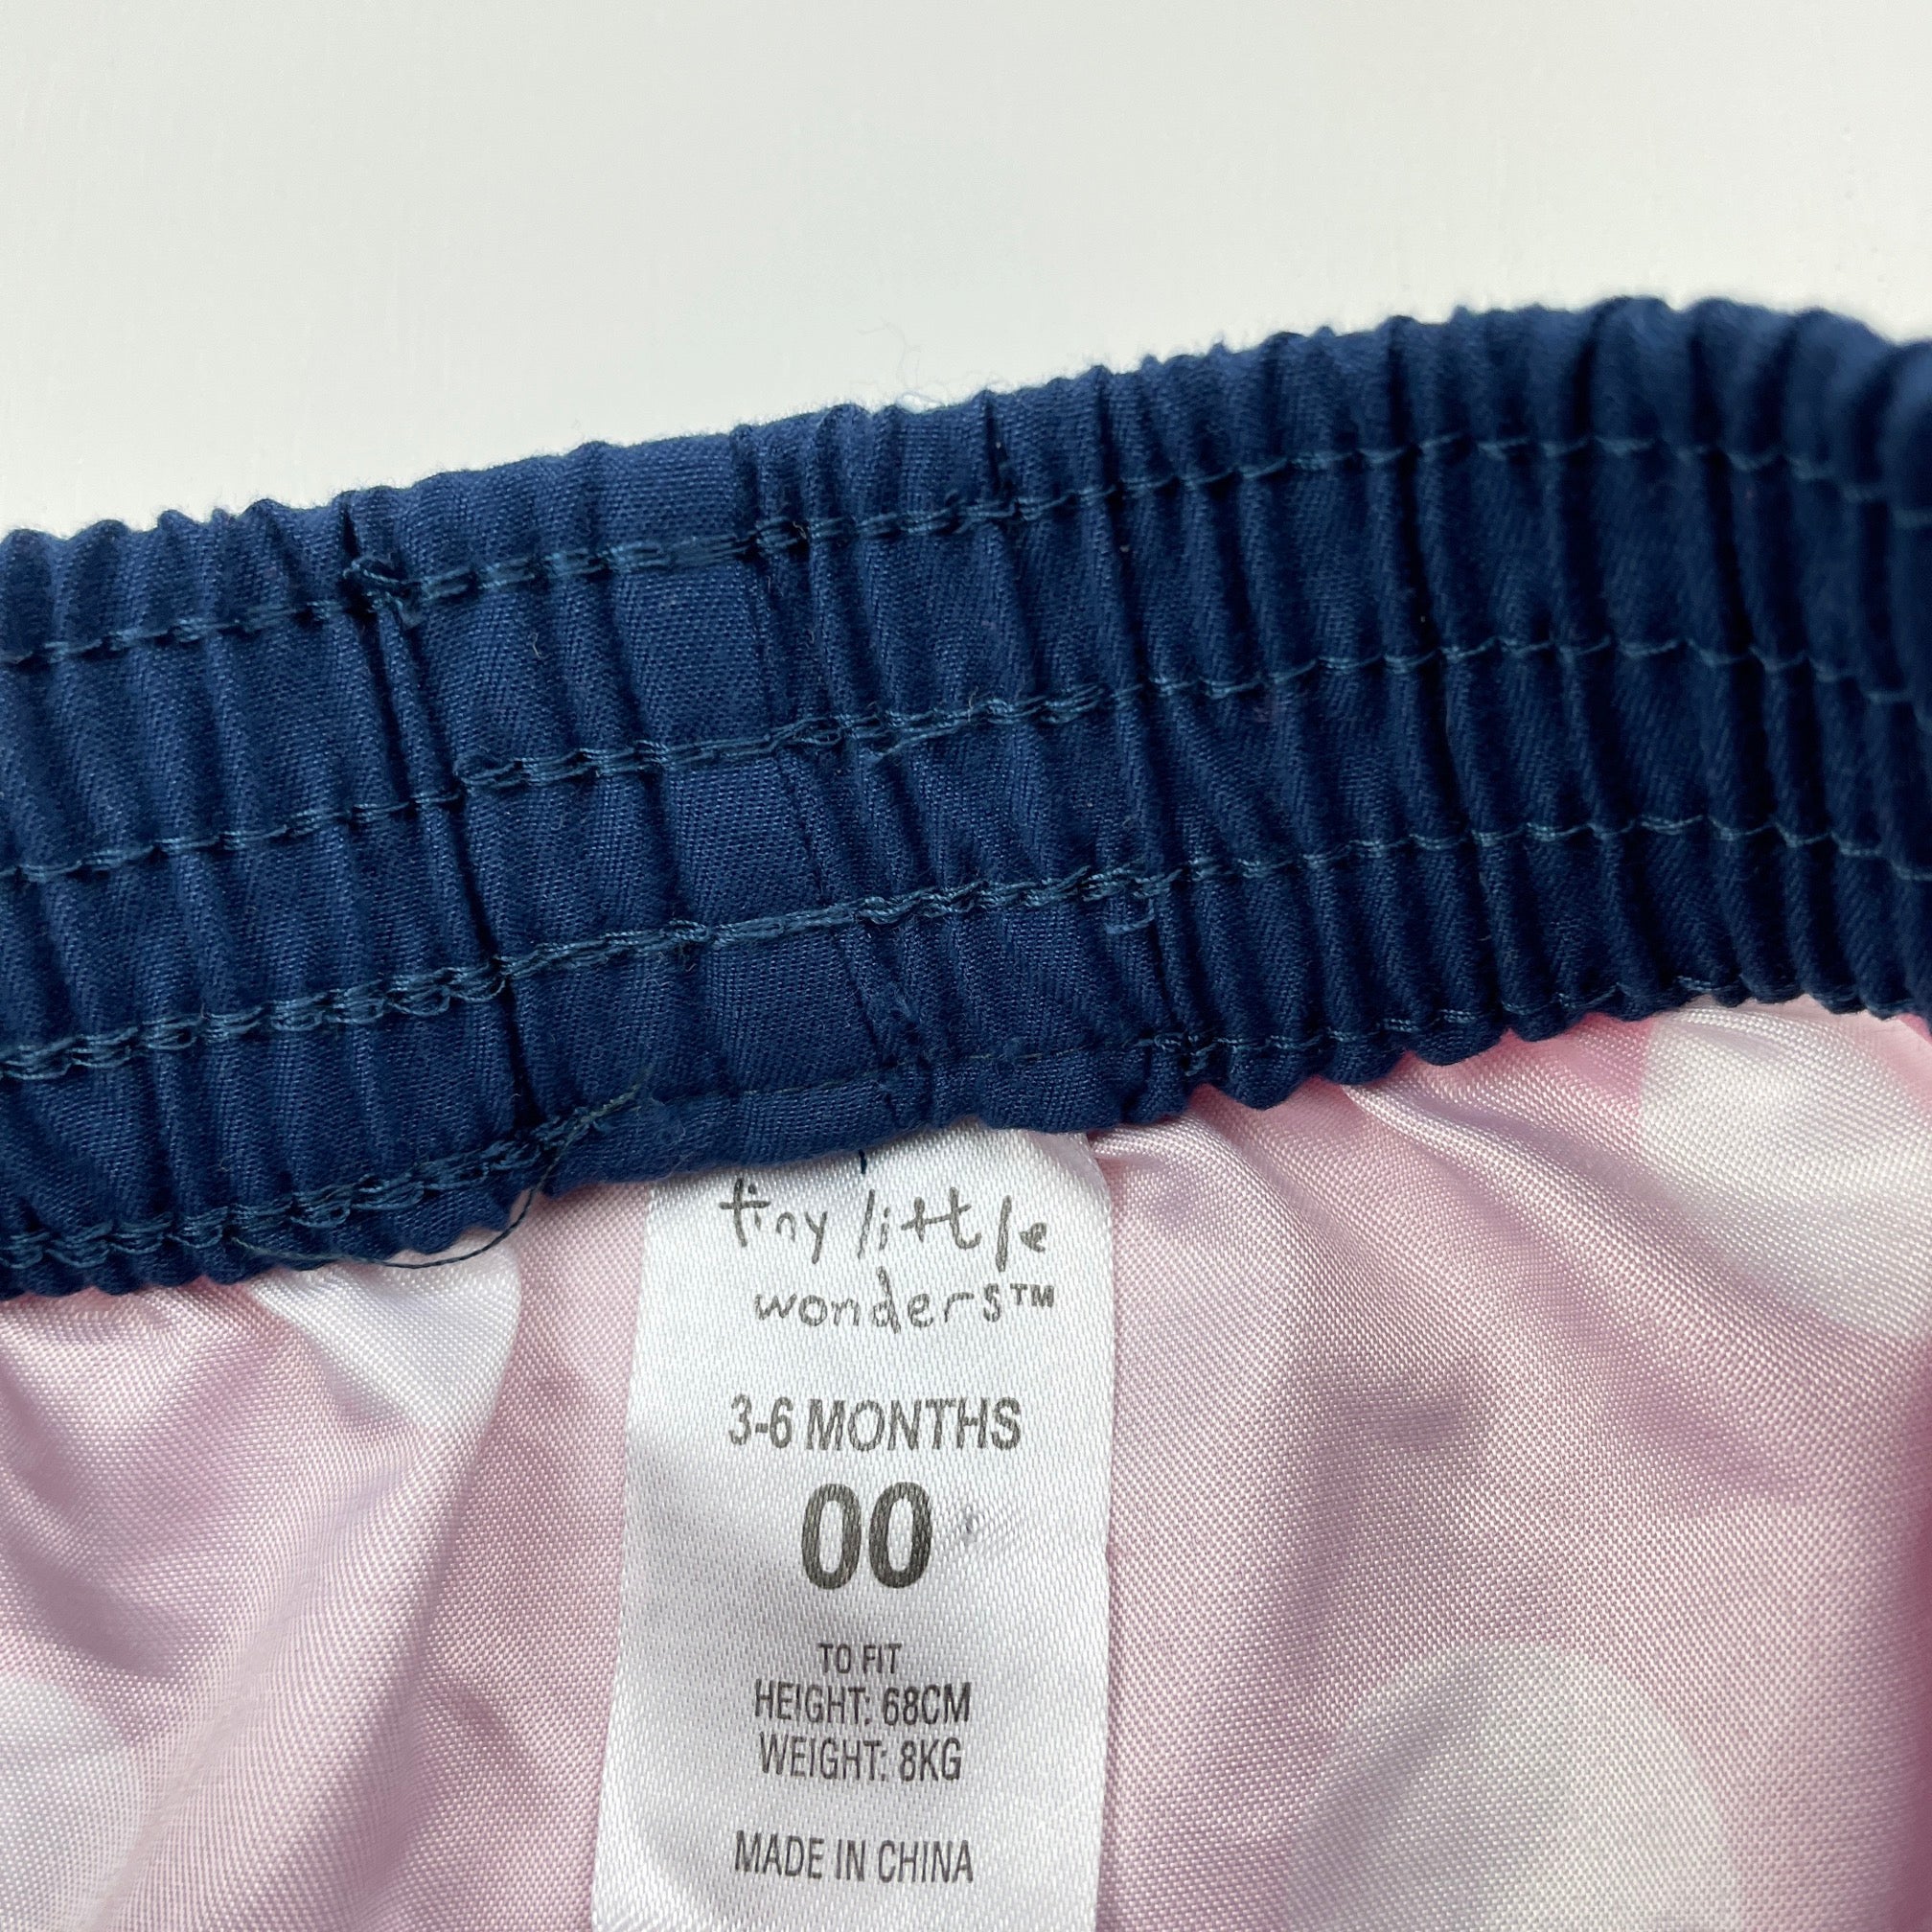 tiny little
wonders™
3-6 MONTHS
00
TO FIT
HEIGHT: 68CM
WEIGHT: 8KG
MADE IN CHINA